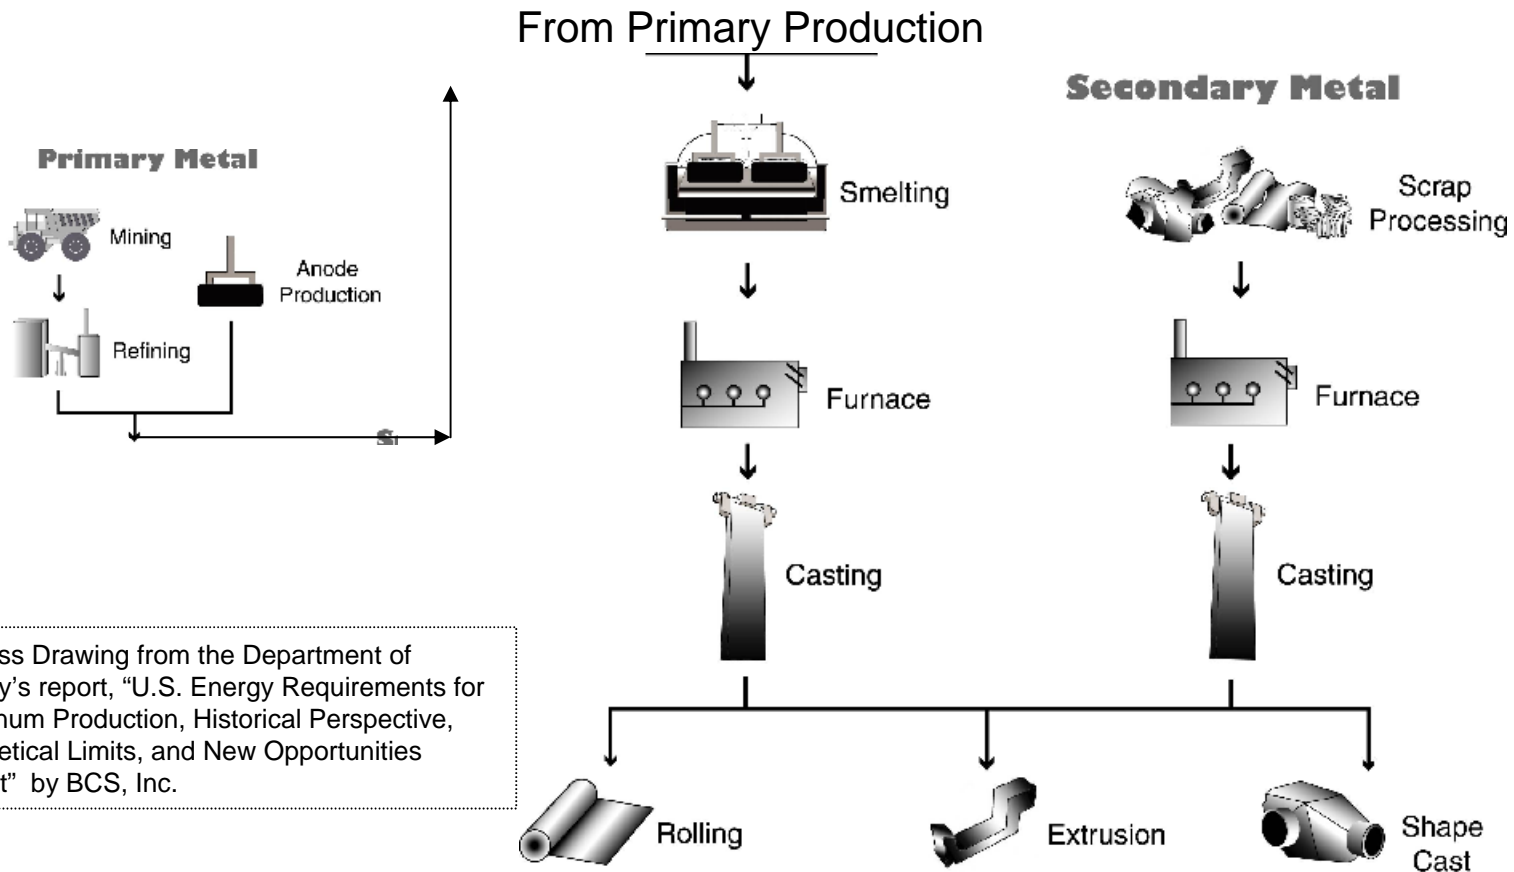 From Primary Production
Primary Metal
Mining
Anode
Production
Refining
Smelting
Furnace
Casting
Secondary Metal
Scrap
Processing
Furnace
Casting
Rolling
Extrusion
Shape
Cast
ss Drawing from the Department of
y's report, “U.S. Energy Requirements for
num Production, Historical Perspective,
etical Limits, and New Opportunities
t” by BCS, Inc.